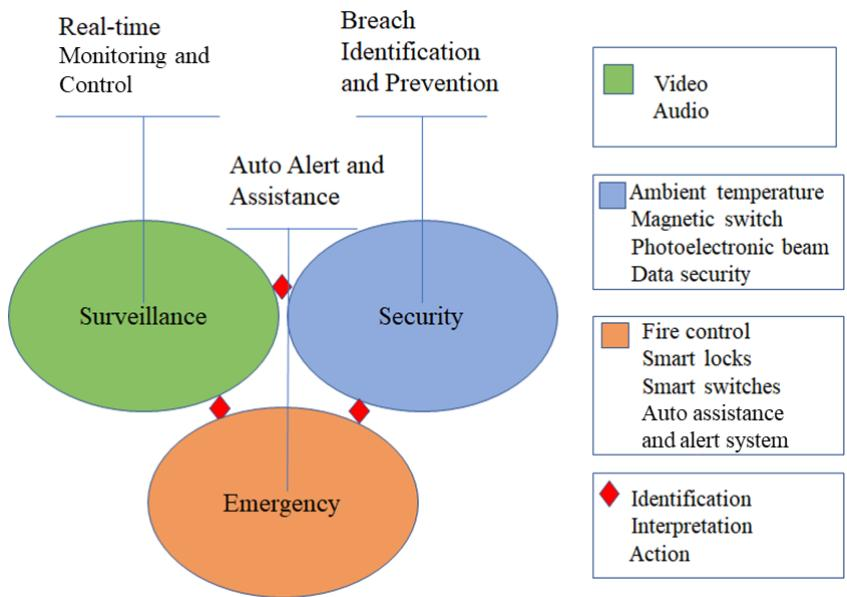 Real-time
Monitoring and
Control
Breach
Identification
and Prevention
Auto Alert and
Assistance
Surveillance
Security
Emergency
Video
Audio
Ambient temperature
Magnetic switch
Photoelectronic beam
Data security
Fire control
Smart locks
Smart switches
Auto assistance
and alert system
Identification
Interpretation
Action